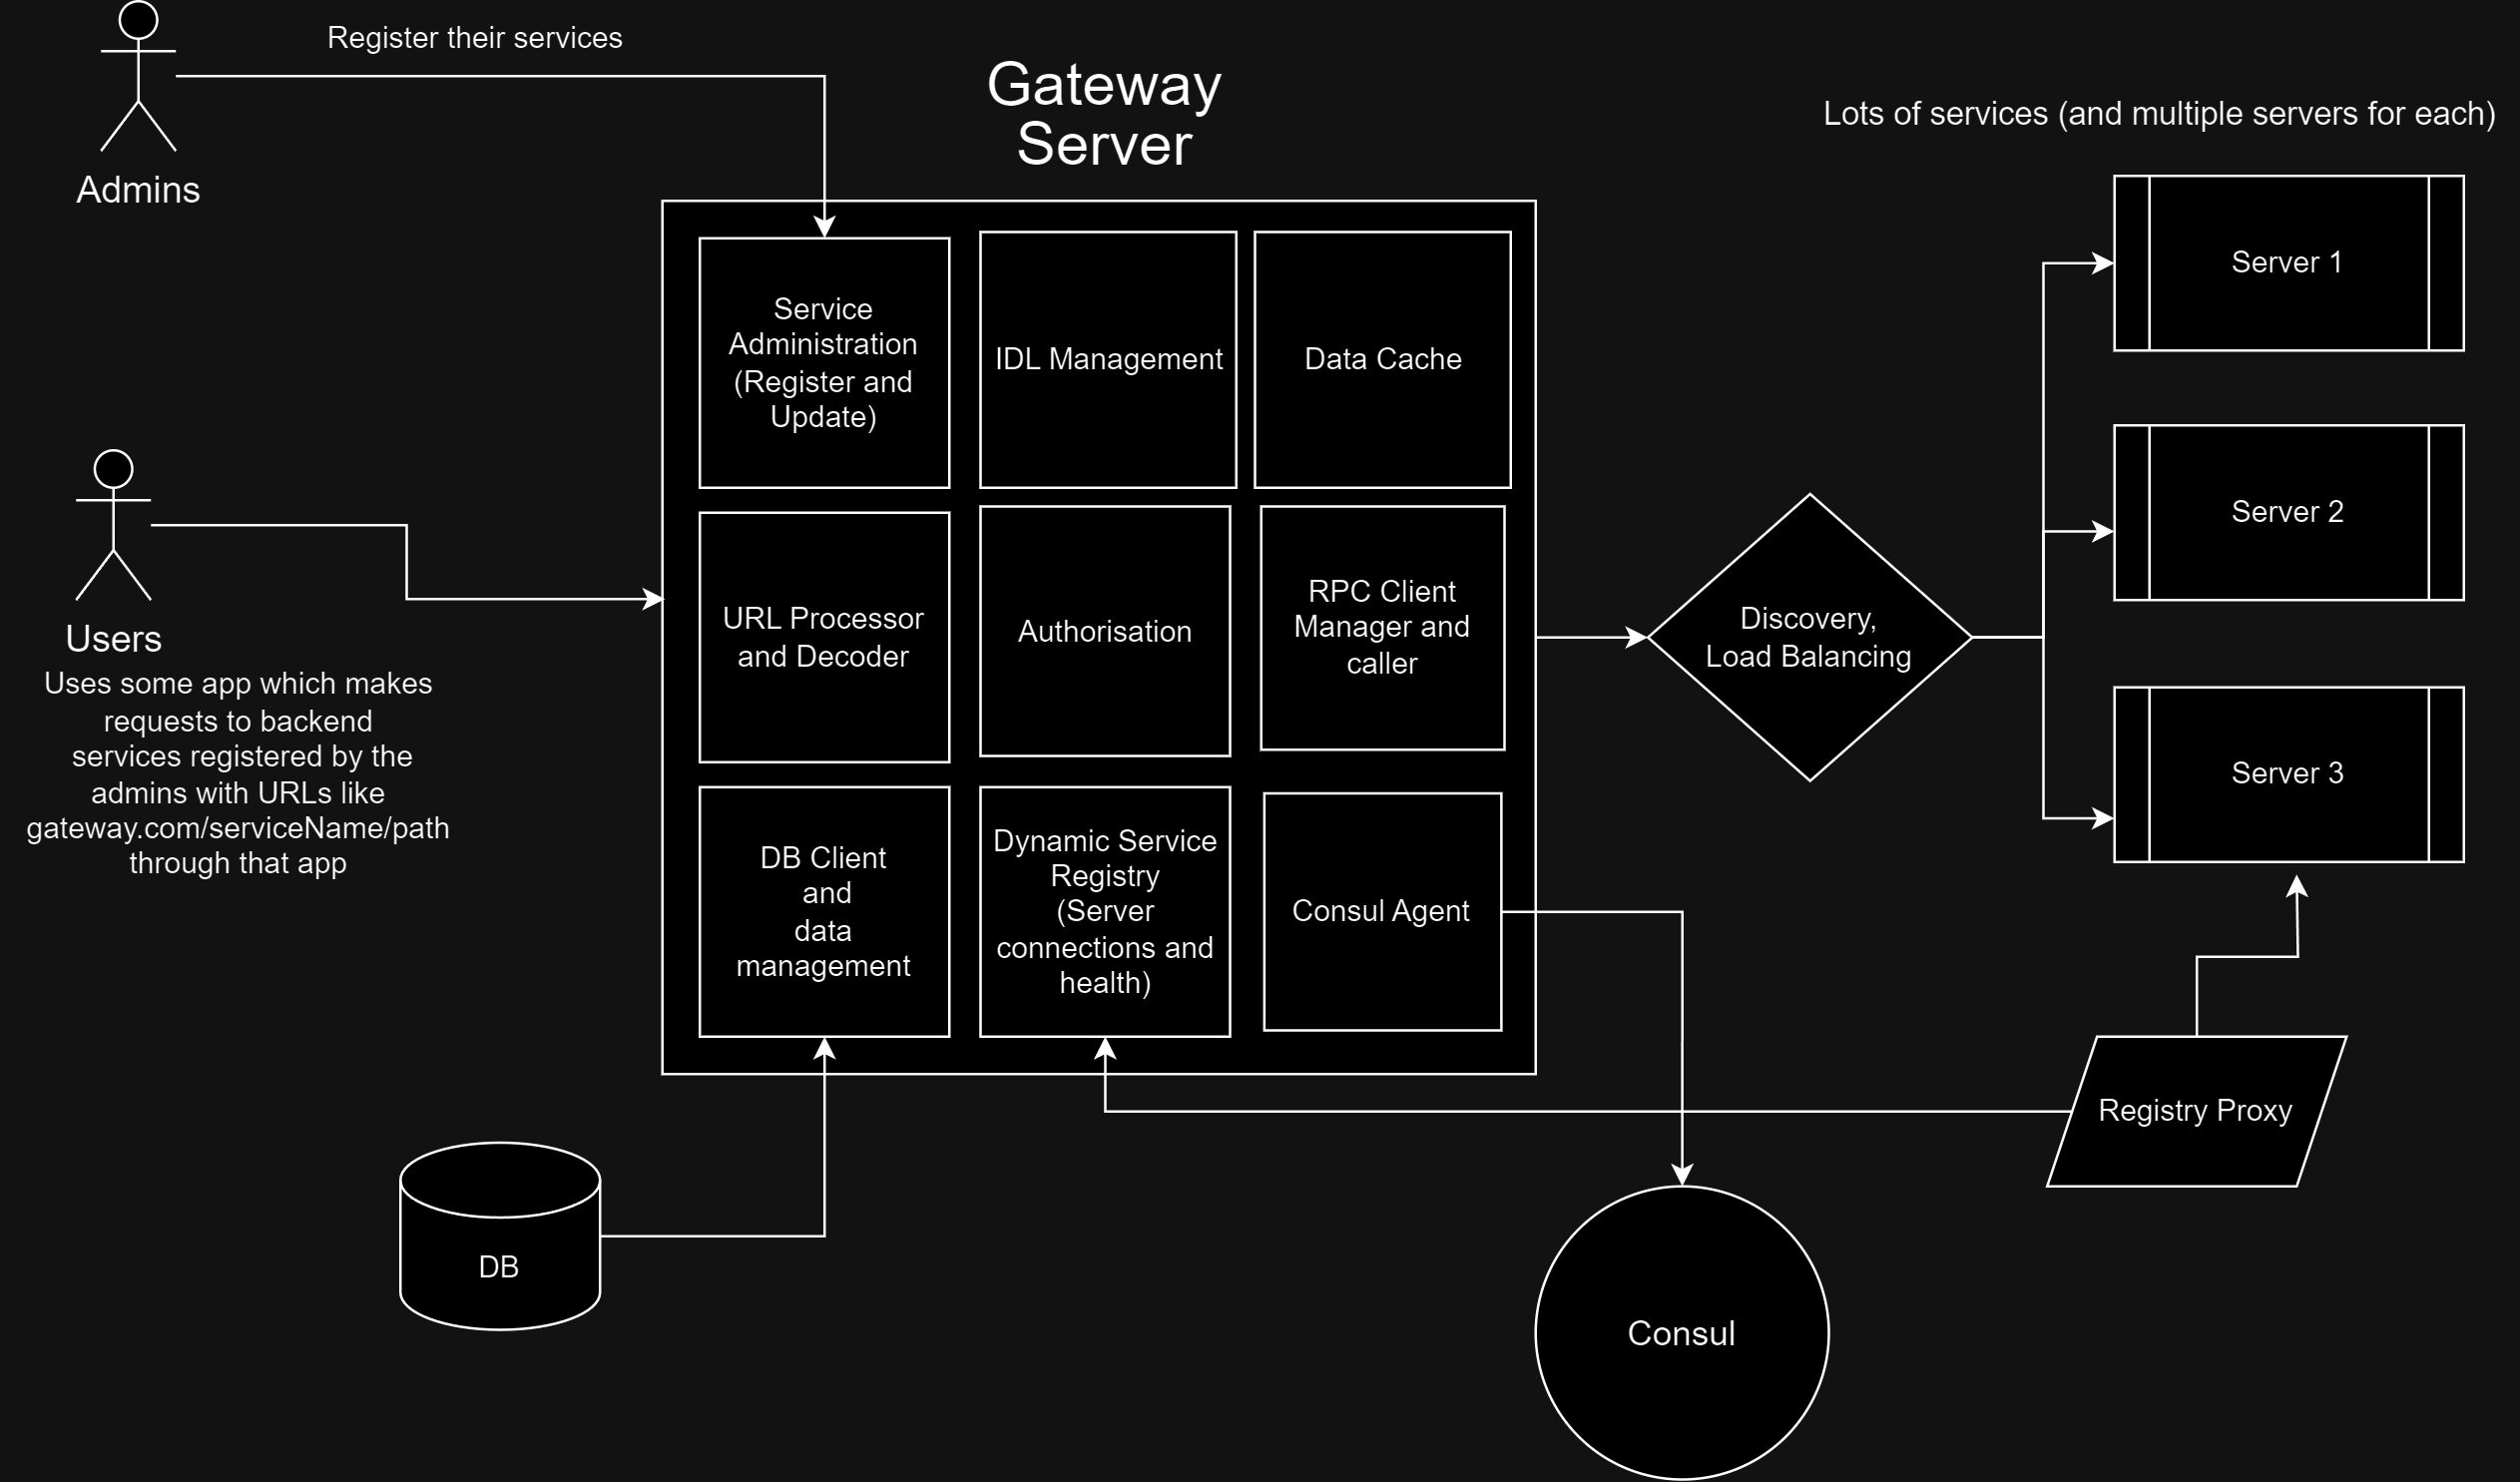 Register their services
Admins
Gateway
Server
Lots of services (and multiple servers for each)
Service
Administration
(Register and
Update)
IDL Management
Data Cache
Server 1
Users
Uses some app which makes
requests to backend
services registered by the
admins with URLs like
gateway.com/serviceName/path
through that app
URL Processor
and Decoder
Authorisation
RPC Client
Manager and
caller
Discovery,
Load Balancing
Server 2
Server 3
DB Client
and
data
management
Dynamic Service
Registry
(Server
connections and
health)
Consul Agent
Registry Proxy
DB
Consul